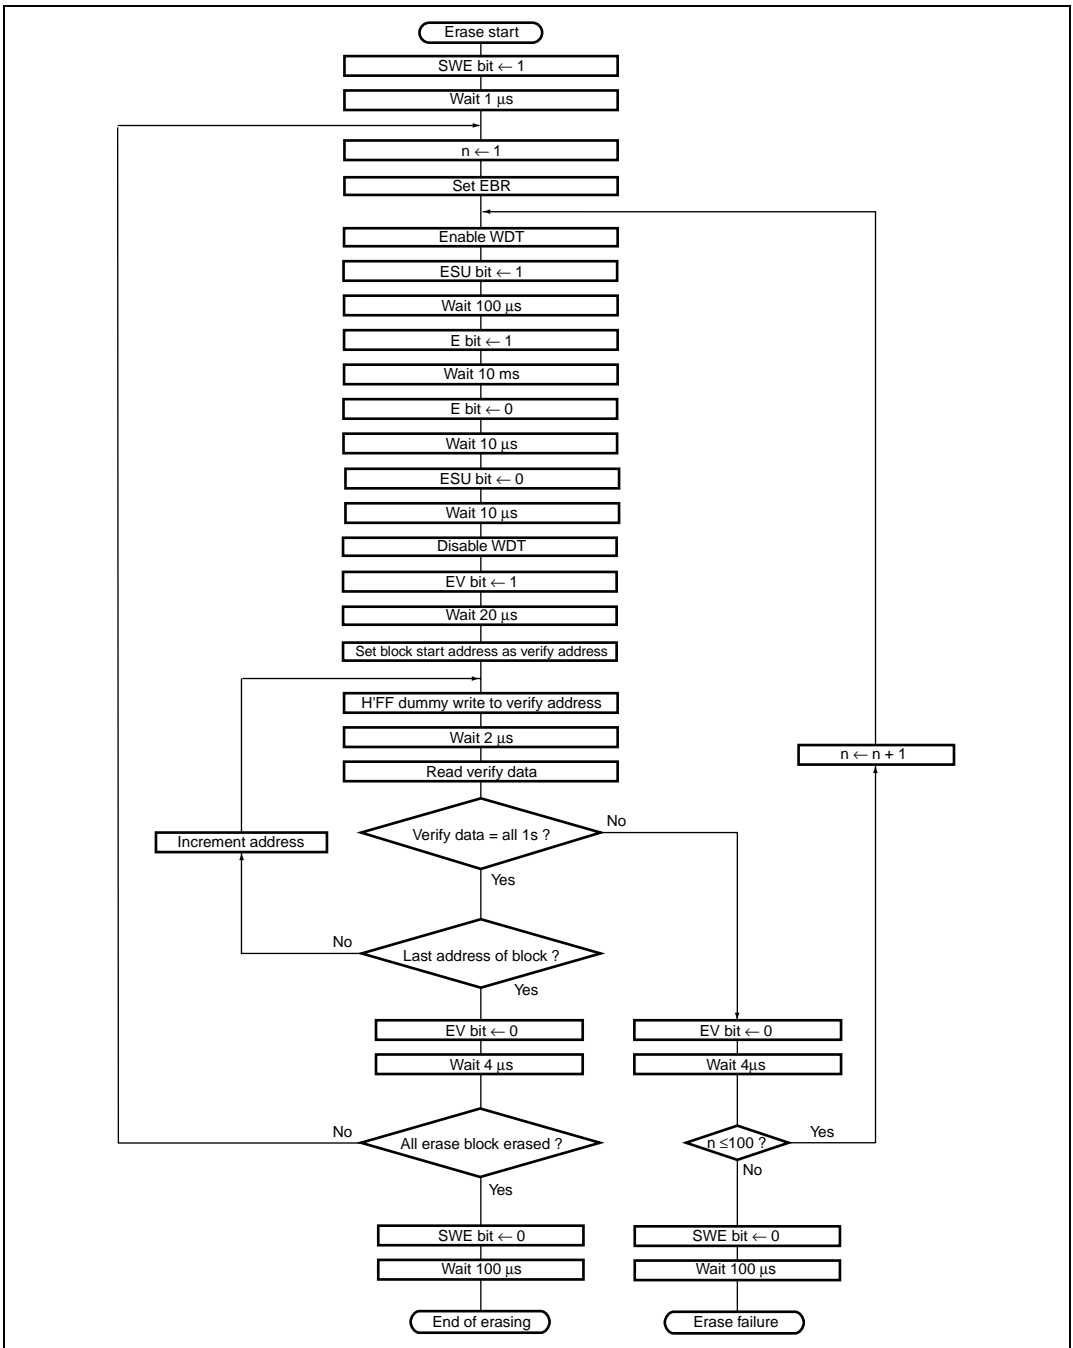 Erase start
SWE bit ← 1
Wait 1 μs
n ← 1
Set EBR
Enable WDT
ESU bit ← 1
Wait 100 μs
E bit ← 1
Wait 10 ms
E bit ← 0
Wait 10 μs
ESU bit ← 0
Wait 10 μs
Disable WDT
EV bit ← 1
Wait 20 μs
Set block start address as verify address
H'FF dummy write to verify address
Wait 2 μs
n ← n + 1
Read verify data
No
Verify data = all 1s ?
Increment address
Yes
No
Last address of block ?
Yes
EV bit ← 0
EV bit ← 0
Wait 4 μs
Wait 4μs
No
All erase block erased ?
n ≤100 ?
Yes
No
Yes
SWE bit ← 0
SWE bit ← 0
Wait 100 μs
Wait 100 μs
End of erasing
Erase failure